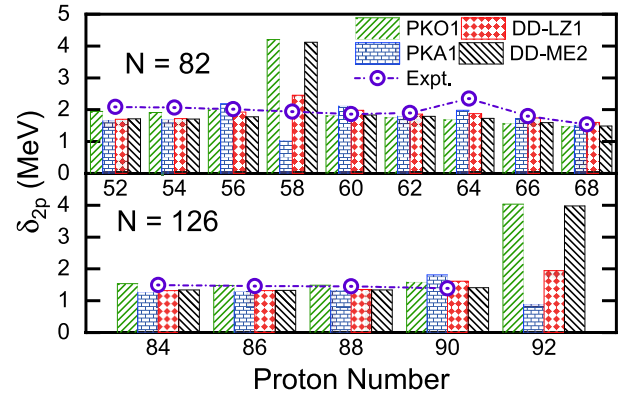 PKO1 DD-LZ1
PKA1 DD-ME2
Expt.
N = 82
5
4
3
2
1
0
52 54 56 58 60 62 64 66 68
δ2p (MeV)
N = 126
4
3
2
1
0
84 86 88 90 92
Proton Number